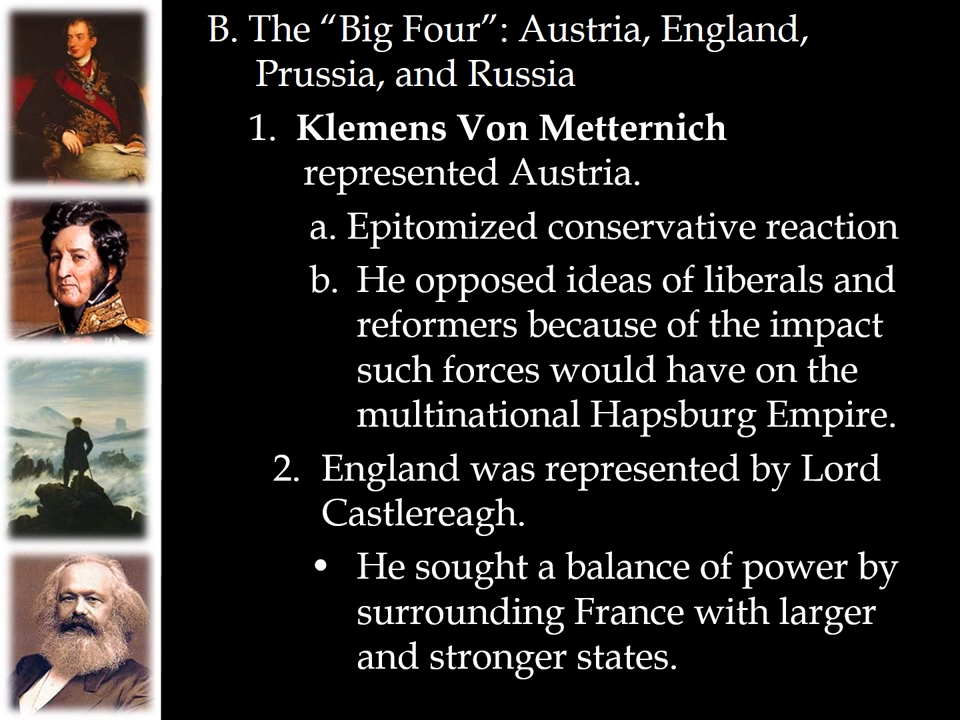 B. The “Big Four”: Austria, England,
Prussia, and Russia
1. Klemens Von Metternich
represented Austria.
a. Epitomized conservative reaction
b. He opposed ideas of liberals and
reformers because of the impact
such forces would have on the
multinational Hapsburg Empire.
2. England was represented by Lord
Castlereagh.
• He sought a balance of power by
surrounding France with larger
and stronger states.